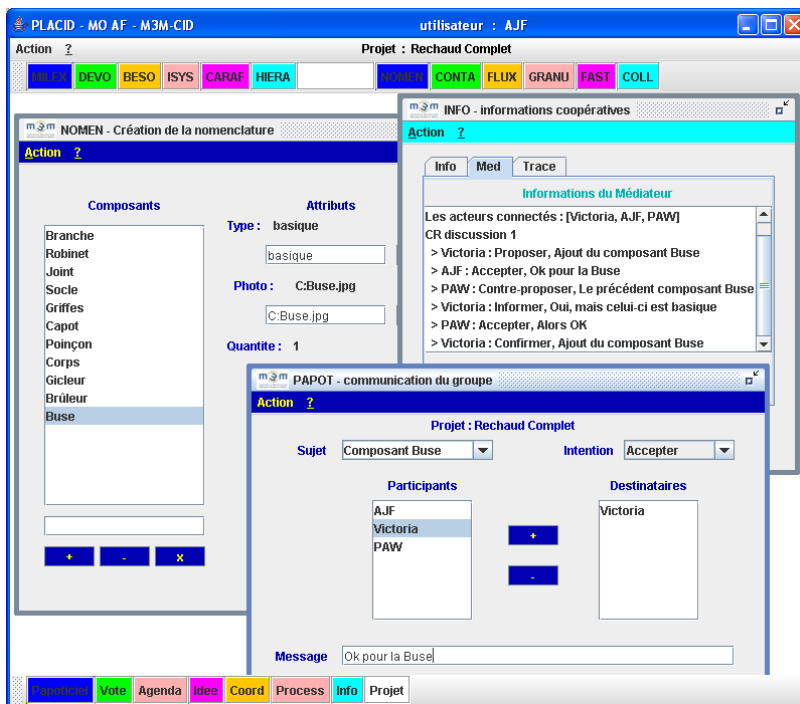 PLACID - MO AF - M3M-CID utilisateur : AJF
Action ? Projet : Rechaud Complet
MILEX DEVO BESO ISYS CARAF HIERA NOMEN CONTA FLUX GRANU FAST COLL
m3m INFO - informations coopératives
Action ?
Info Med Trace
Informations du Médiateur
Les acteurs connectés : [Victoria, AJF, PAW]
CR discussion 1
> Victoria : Proposer, Ajout du composant Buse
> AJF : Accepter, Ok pour la Buse
> PAW : Contre-proposer, Le précédent composant Buse
> Victoria : Informer, Oui, mais celui-ci est basique
> PAW : Accepter, Alors OK
> Victoria : Confirmer, Ajout du composant Buse
m3m NOMEN - Création de la nomenclature
Action ?
Composants
Branche
Robinet
Joint
Socle
Griffes
Capot
Poinçon
Corps
Gicleur
Brûleur
Buse
+ - x
Attributs
Type : basique
basique
Photo : C:Buse.jpg
C:Buse.jpg
Quantite : 1
m3m PAPOT - communication du groupe
Action ?
Projet : Rechaud Complet
Sujet Composant Buse Intention Accepter
Participants
AJF
Victoria
PAW
+
-
Destinataires
Victoria
Message Ok pour la Buse
Papoticiel Vote Agenda Idee Coord Process Info Projet